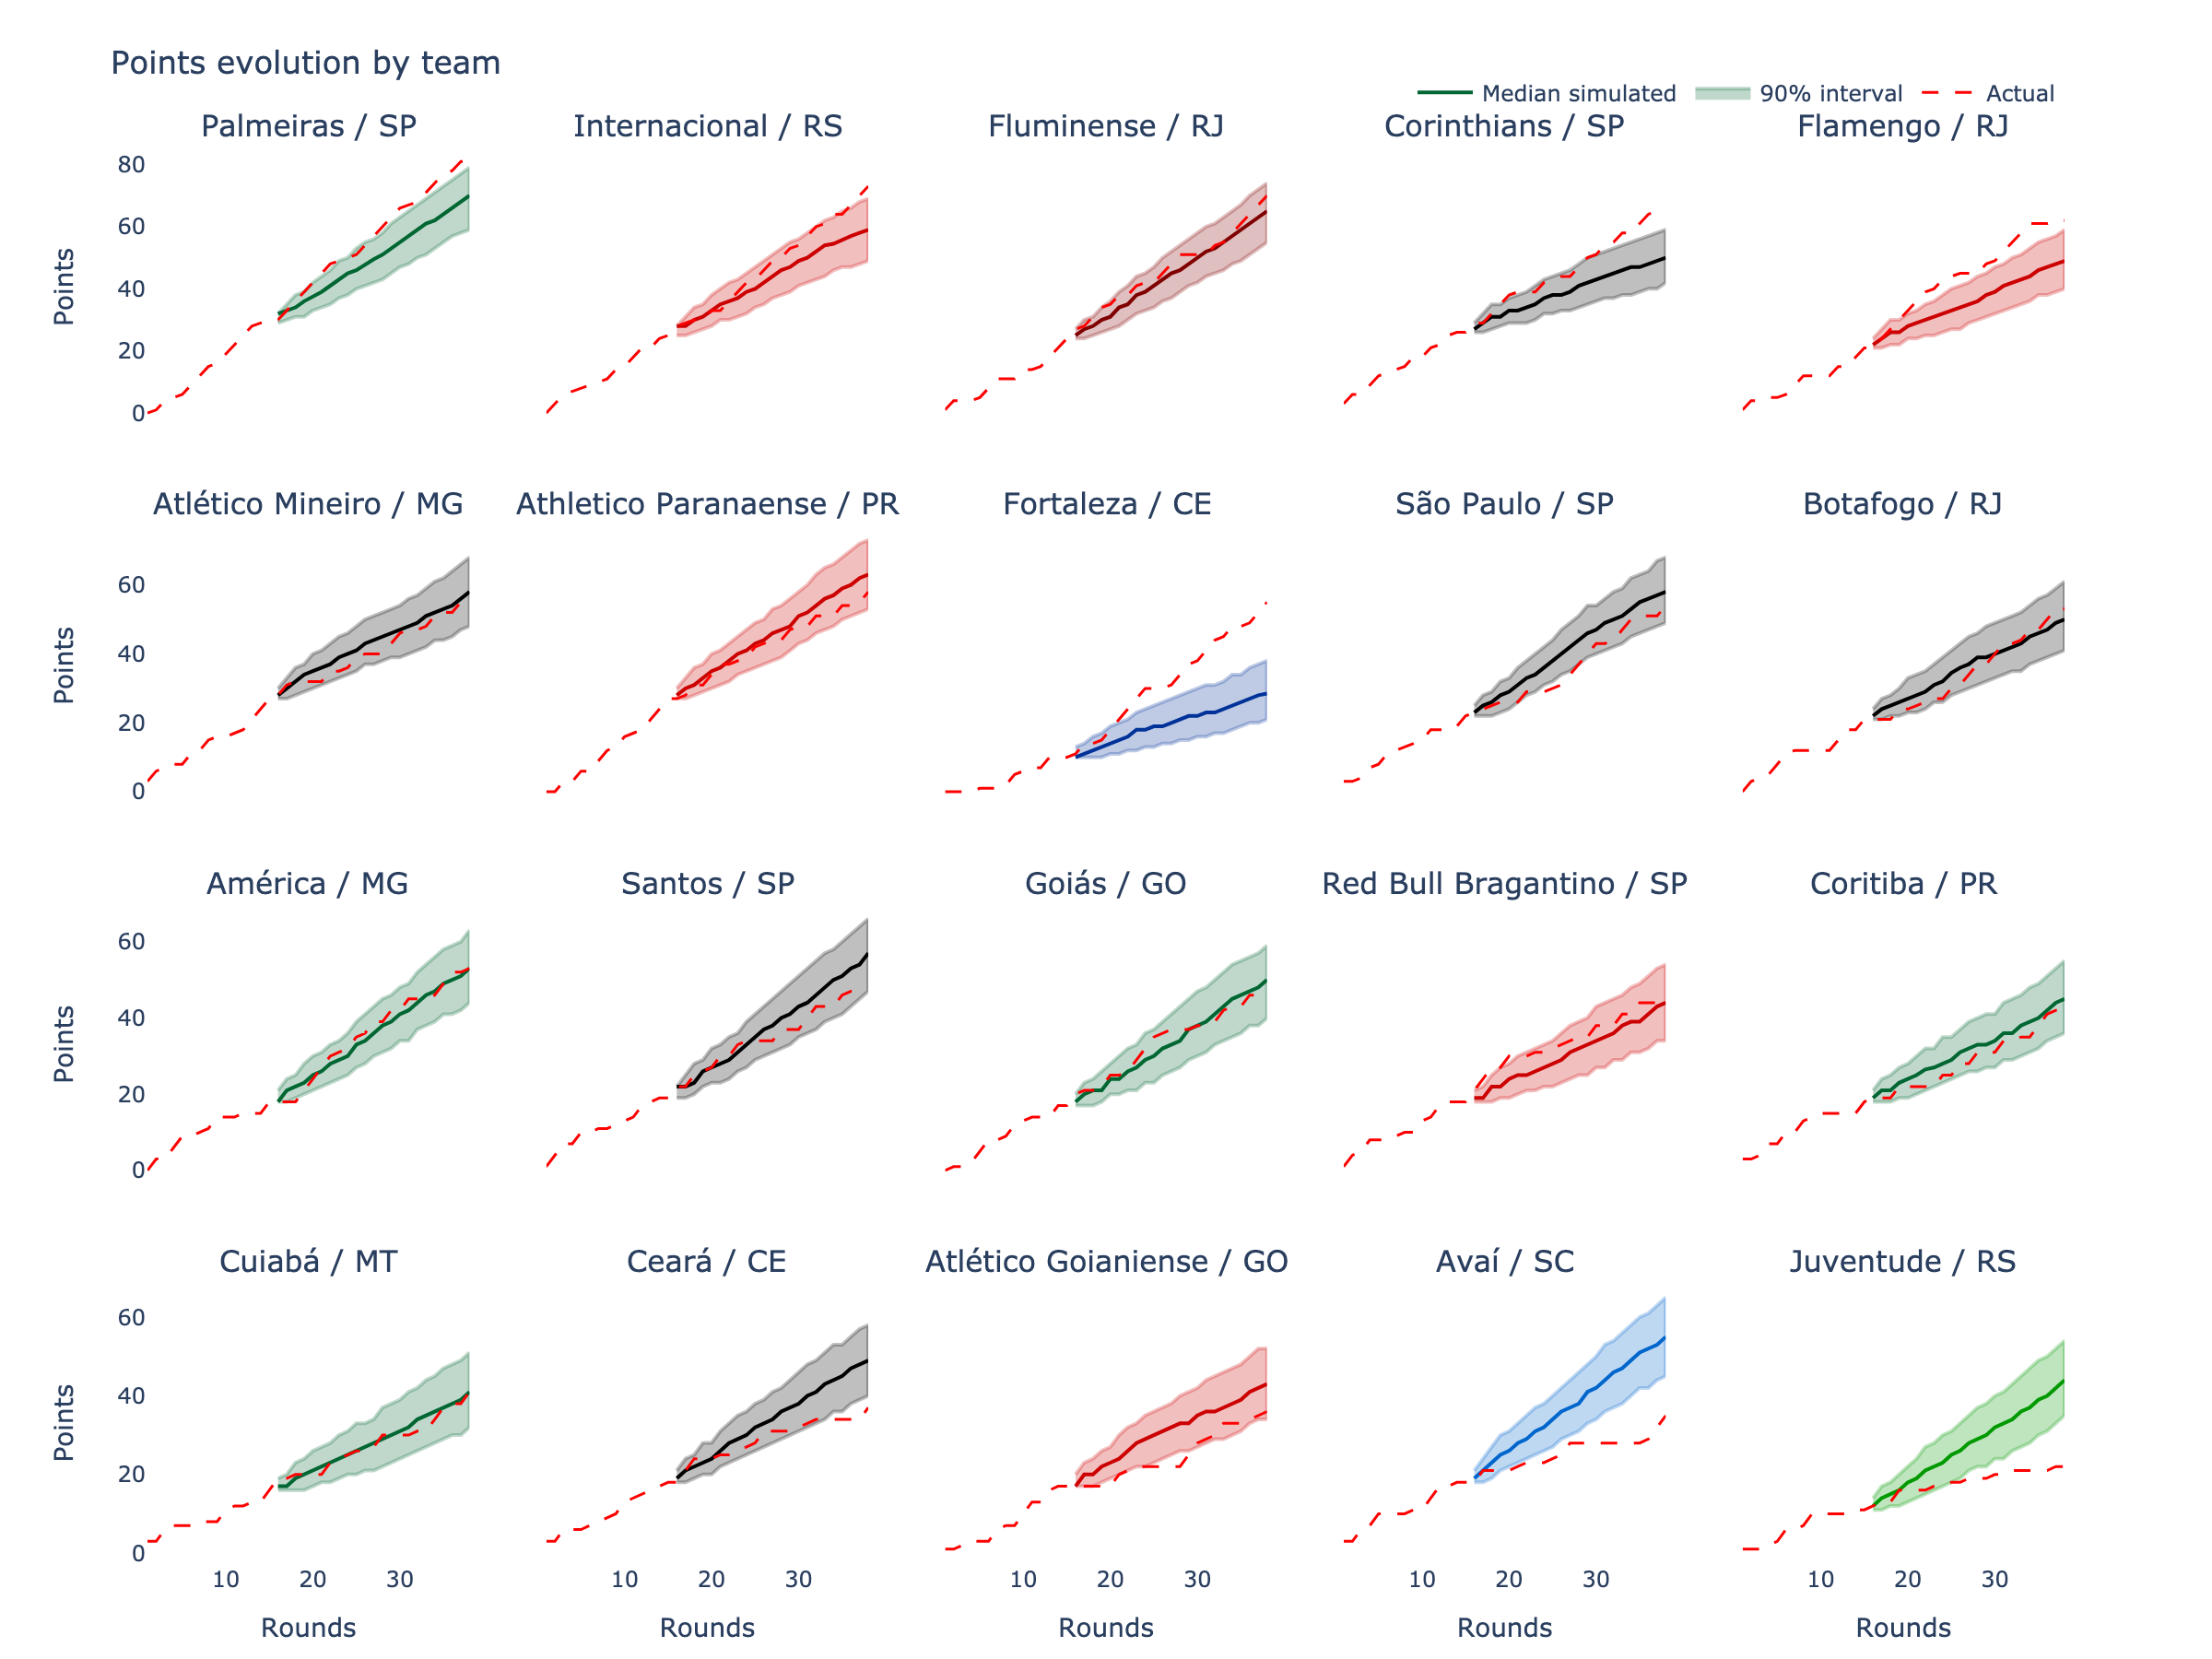 Points evolution by team
Median simulated 90% interval Actual
Palmeiras / SP Internacional / RS Fluminense / RJ Corinthians / SP Flamengo / RJ
80
60
40
20
0
Points
Atlético Mineiro / MG Athletico Paranaense / PR Fortaleza / CE São Paulo / SP Botafogo / RJ
60
40
20
0
Points
América / MG Santos / SP Goiás / GO Red Bull Bragantino / SP Coritiba / PR
60
40
20
0
Points
Cuiabá / MT Ceará / CE Atlético Goianiense / GO Avaí / SC Juventude / RS
60
40
20
0
Points
10 20 30 10 20 30 10 20 30 10 20 30 10 20 30
Rounds Rounds Rounds Rounds Rounds